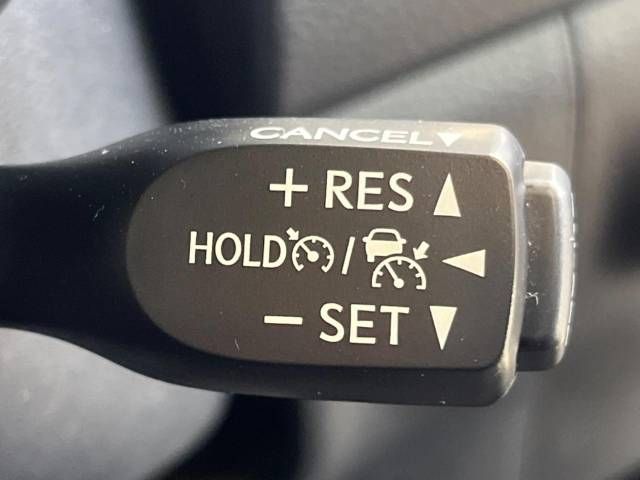 CANCEL▼
+ RES ▲
HOLD / ◀
− SET ▼